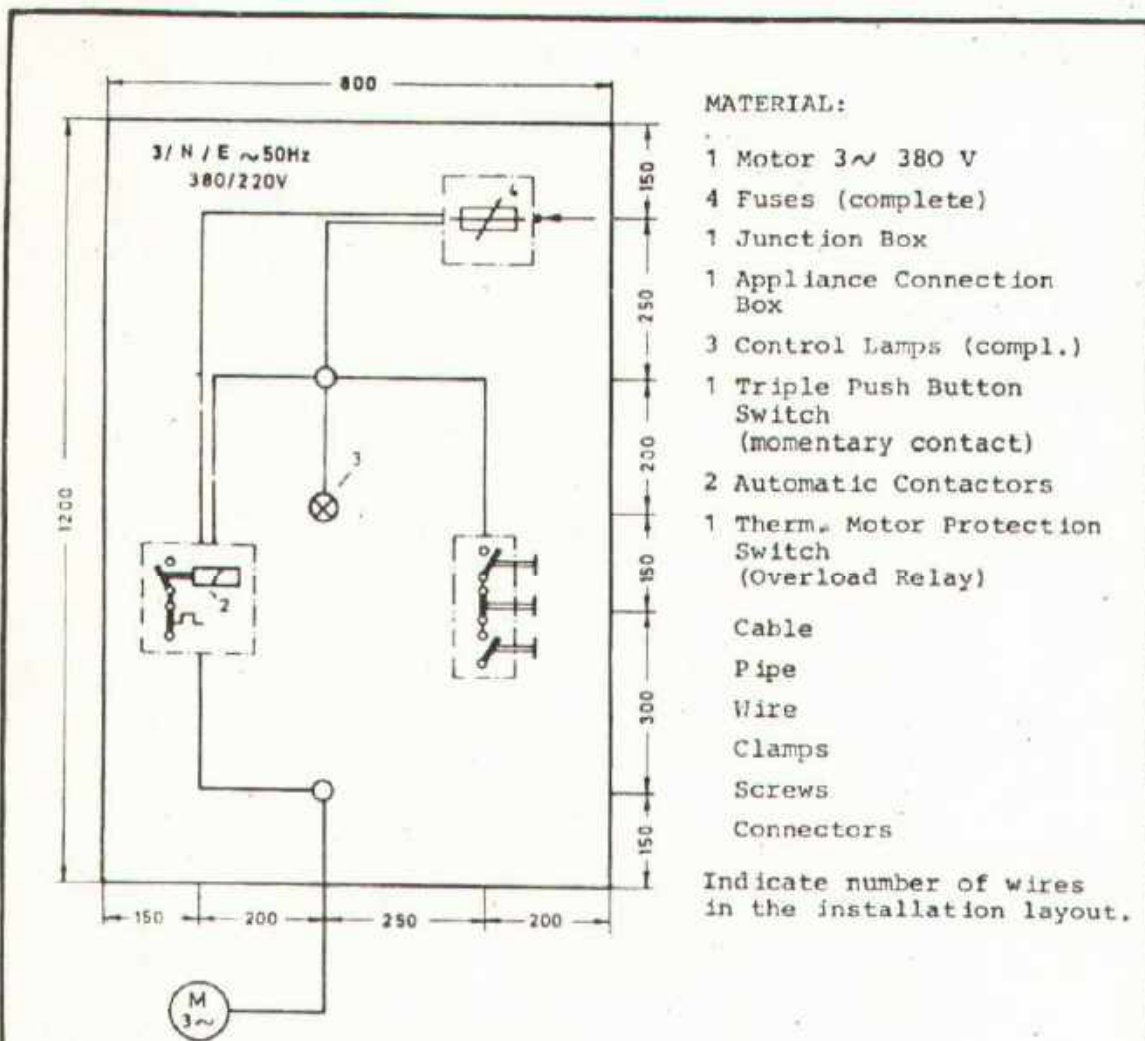 800
MATERIAL:
3/ N / E ~ 50Hz
380/220V
1 Motor 3~ 380 V
4 Fuses (complete)
1 Junction Box
1 Appliance Connection
Box
3 Control Lamps (compl.)
1 Triple Push Button
Switch
(momentary contact)
2 Automatic Contactors
1 Therm. Motor Protection
Switch
(Overload Relay)
Cable
Pipe
Wire
Clamps
Screws
Connectors
Indicate number of wires
in the installation layout.
4
3
2
1200
150
250
200
150
300
150
150
200
250
200
M
3~